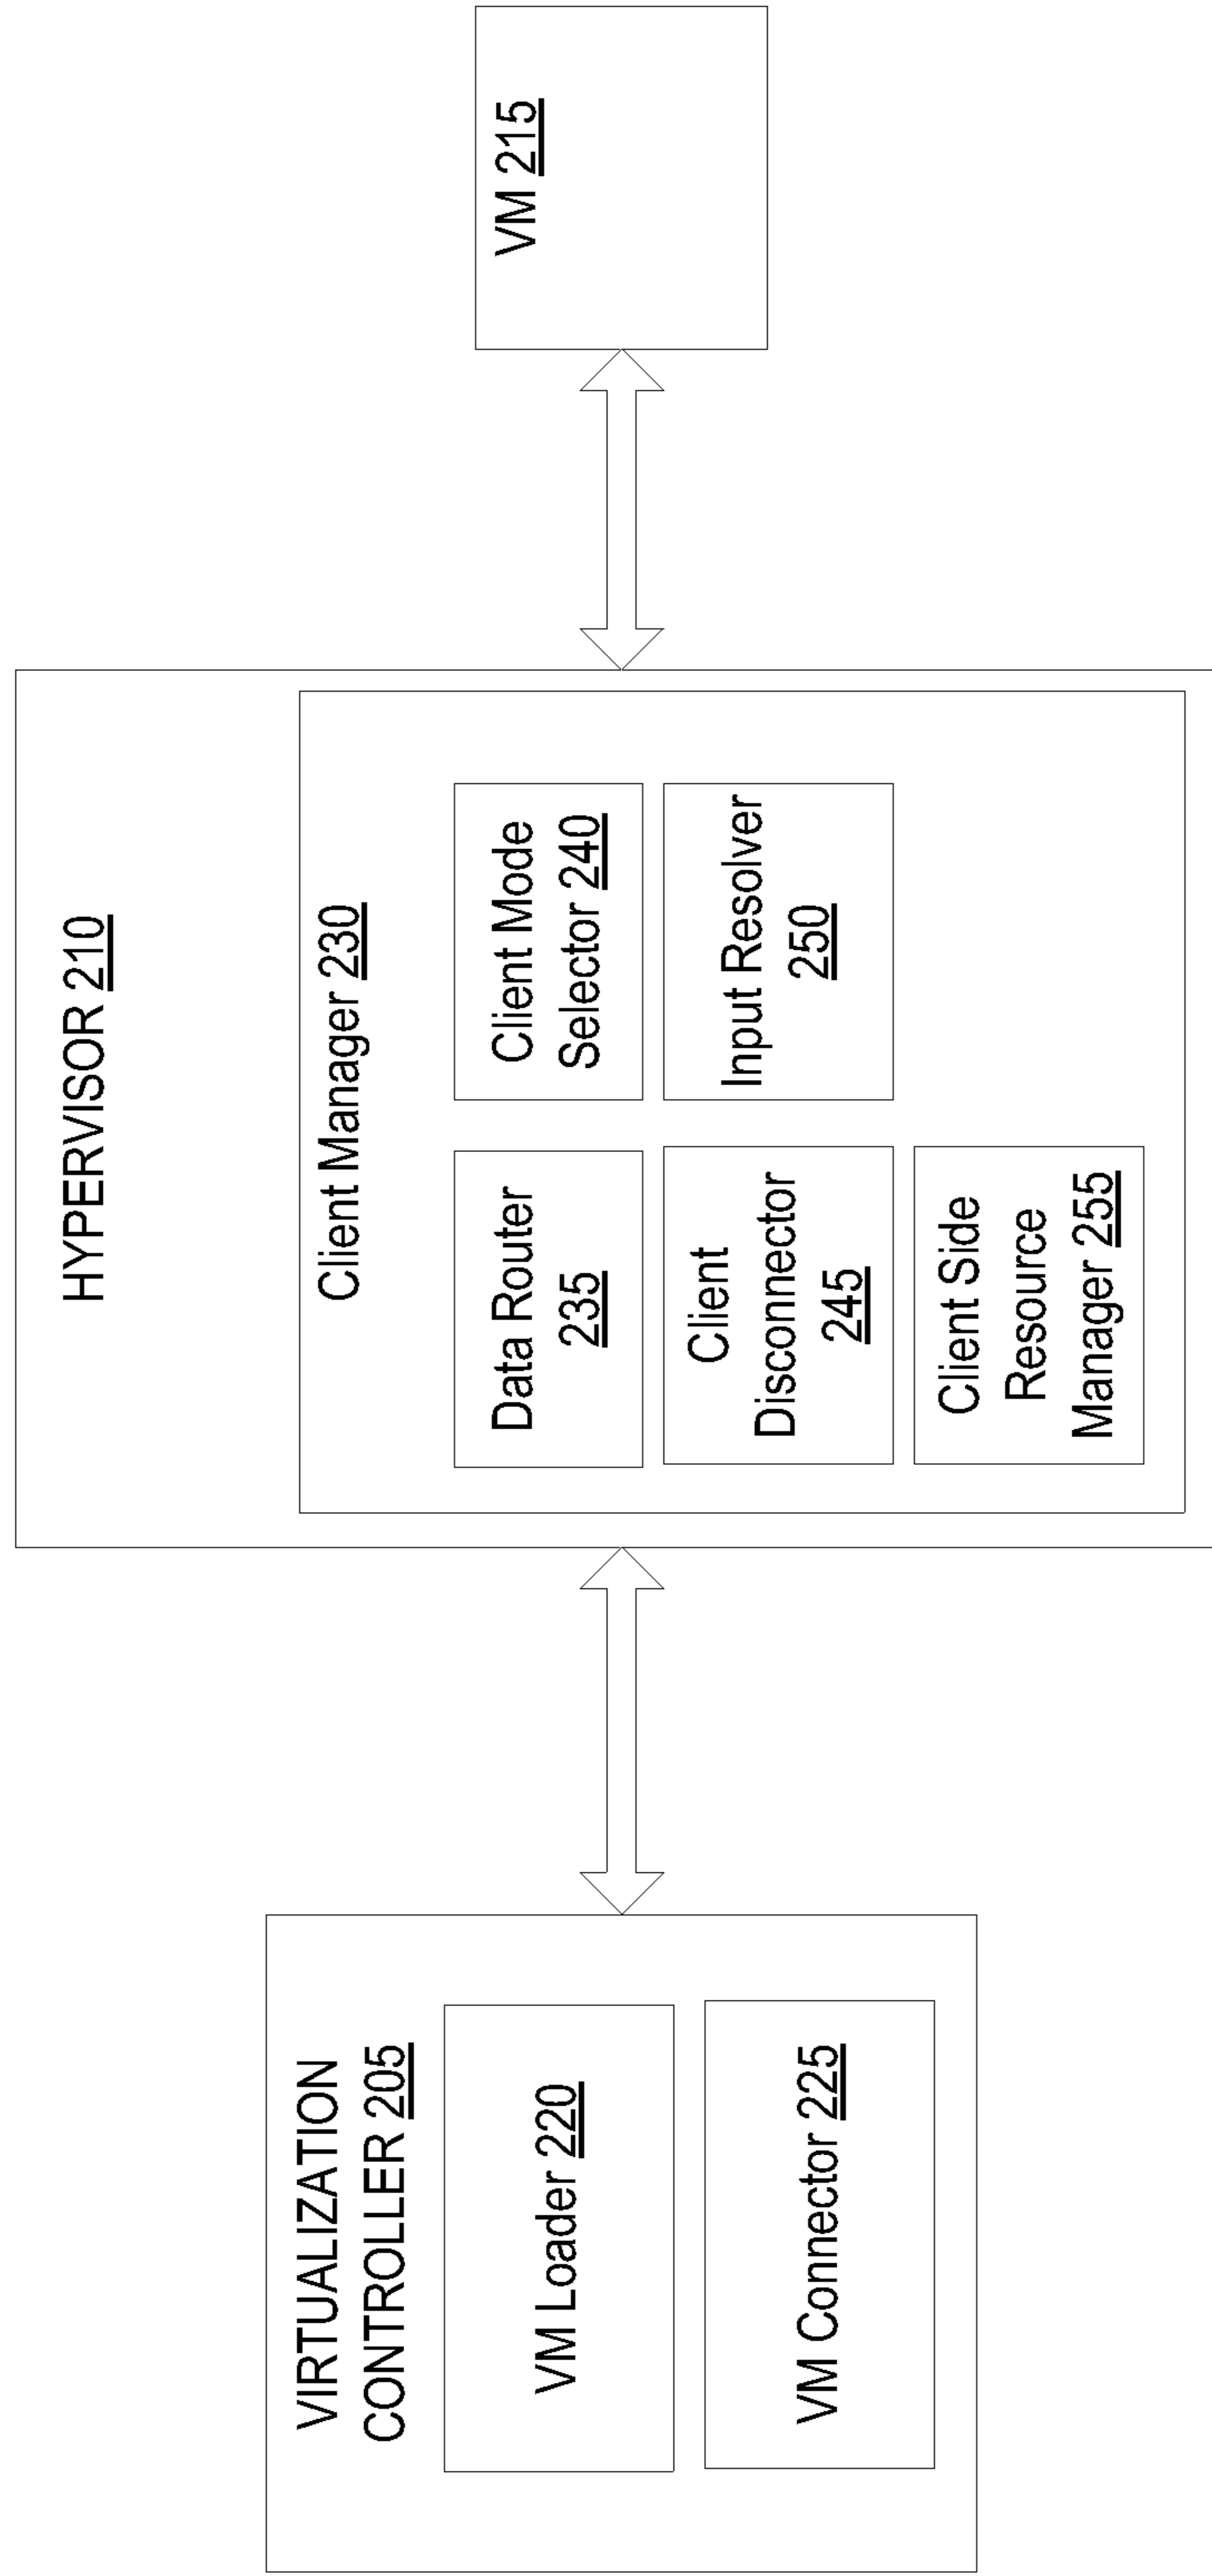 VIRTUALIZATION
CONTROLLER 205
VM Loader 220
VM Connector 225
HYPERVISOR 210
Client Manager 230
Data Router
235
Client Mode
Selector 240
Client
Disconnector
245
Input Resolver
250
Client Side
Resource
Manager 255
VM 215